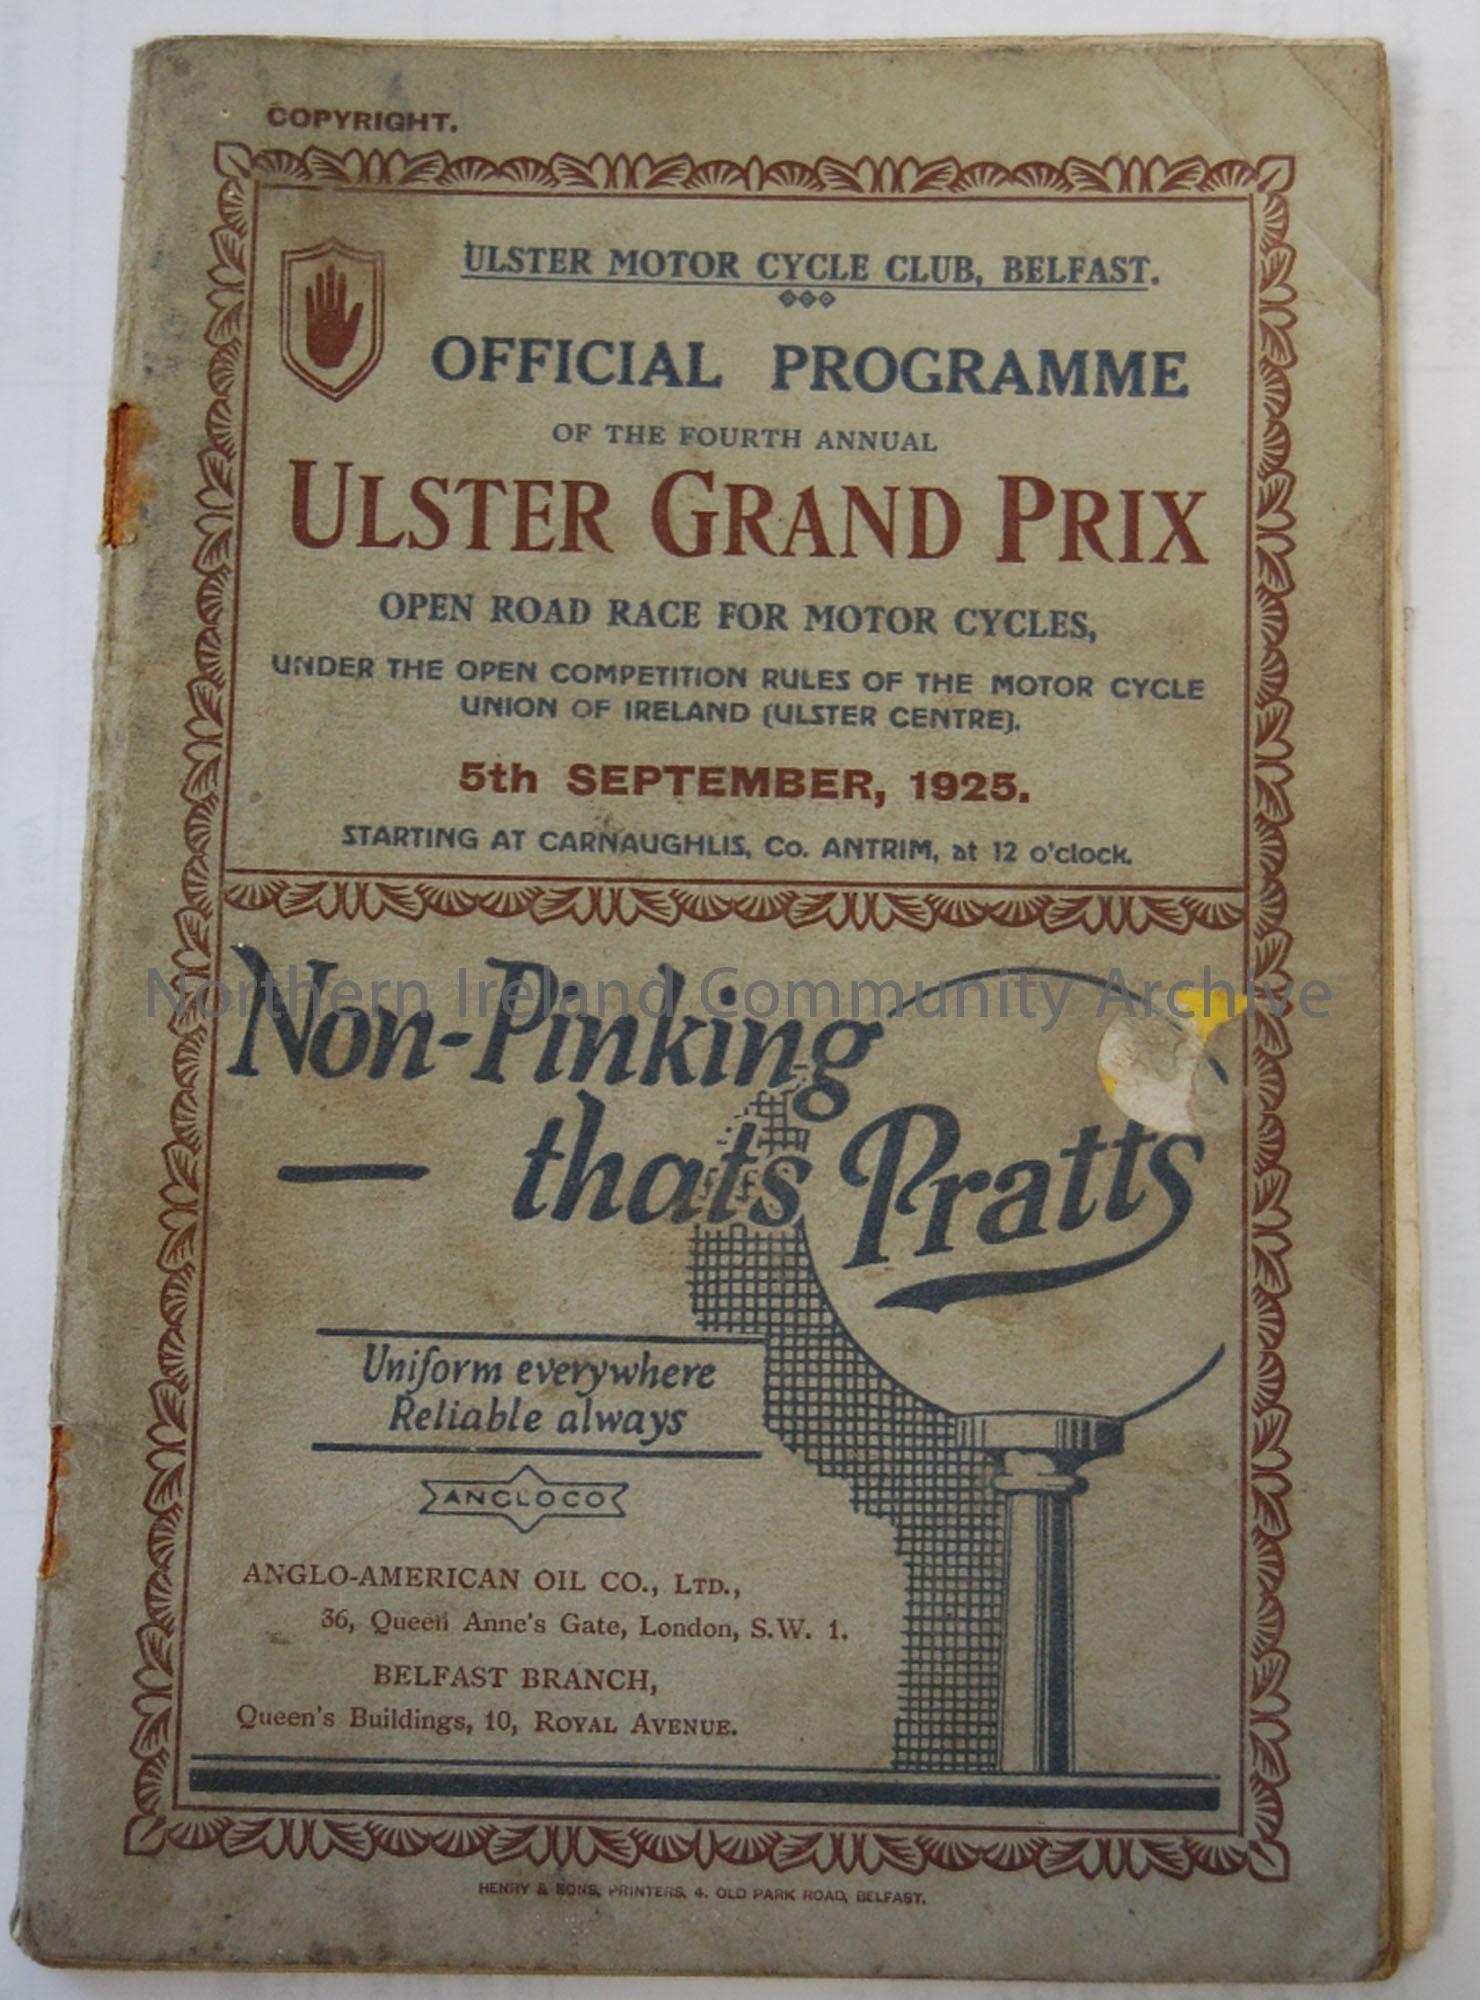 COPYRIGHT.
ULSTER MOTOR CYCLE CLUB, BELFAST.
OFFICIAL PROGRAMME
OF THE FOURTH ANNUAL
ULSTER GRAND PRIX
OPEN ROAD RACE FOR MOTOR CYCLES,
UNDER THE OPEN COMPETITION RULES OF THE MOTOR CYCLE
UNION OF IRELAND (ULSTER CENTRE).
5th SEPTEMBER, 1925.
STARTING AT CARNAUGHLIS, Co. ANTRIM, at 12 o'clock.
Northern Ireland Community Archive
Non-Pinking
— thats Pratts
Uniform everywhere
Reliable always
ANGLOCO
ANGLO-AMERICAN OIL CO., LTD.,
36, Queen Anne's Gate, London, S.W. 1.
BELFAST BRANCH,
Queen's Buildings, 10, ROYAL AVENUE.
HENRY & SONS, PRINTERS, 4, OLD PARK ROAD, BELFAST.